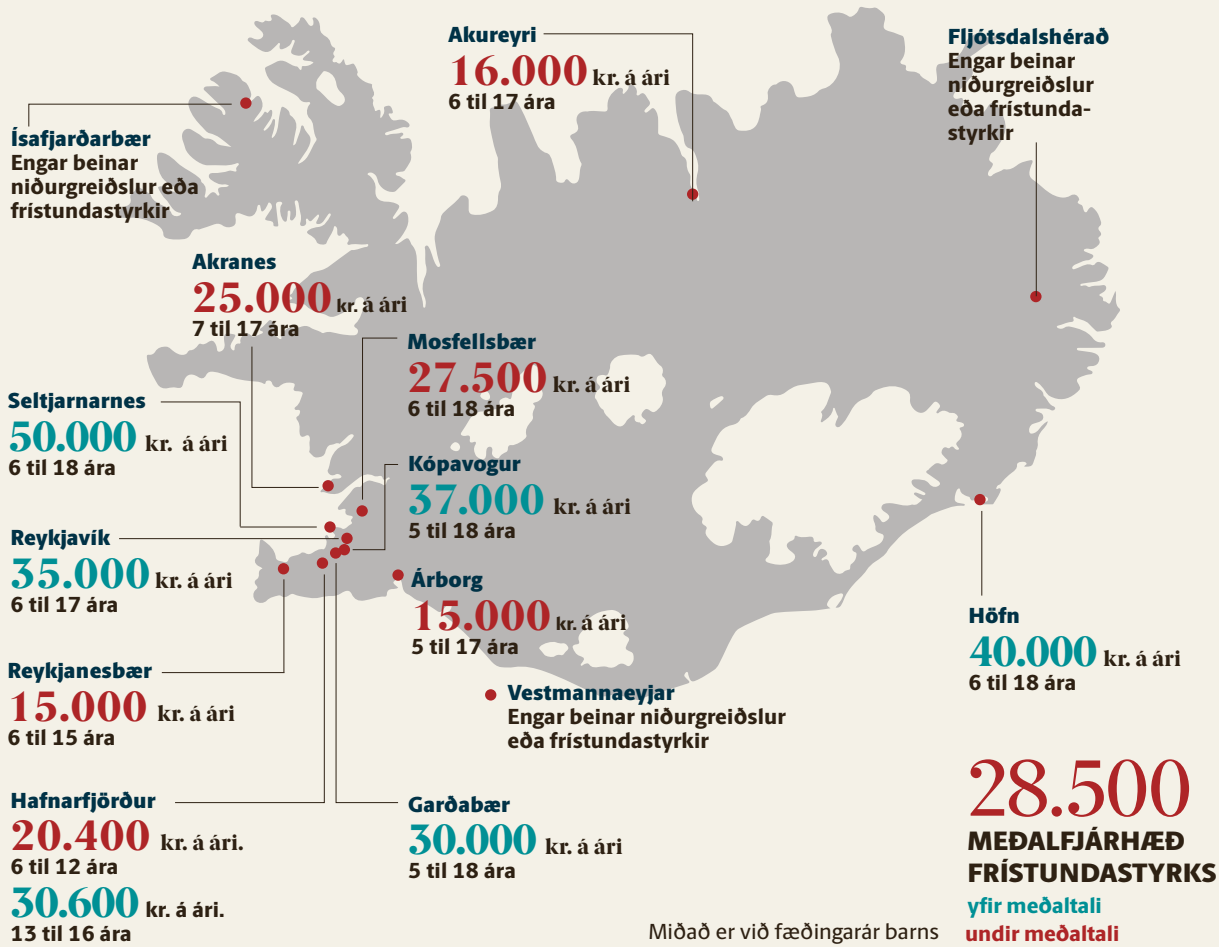 Akureyri
16.000 kr. á ári
6 til 17 ára
Fljótsdalshérað
Engar beinar
niðurgreiðslur
eða frístunda-
styrkir
Ísafjarðarbær
Engar beinar
niðurgreiðslur eða
frístundastyrkir
Akranes
25.000 kr. á ári
7 til 17 ára
Mosfellsbær
27.500 kr. á ári
6 til 18 ára
Seltjarnarnes
50.000 kr. á ári
6 til 18 ára
Kópavogur
37.000 kr. á ári
5 til 18 ára
Reykjavík
35.000 kr. á ári
6 til 17 ára
Árborg
15.000 kr. á ári
5 til 17 ára
Höfn
40.000 kr. á ári
6 til 18 ára
Reykjanesbær
15.000 kr. á ári
6 til 15 ára
Vestmannaeyjar
Engar beinar niðurgreiðslur
eða frístundastyrkir
Hafnarfjörður
20.400 kr. á ári.
6 til 12 ára
30.600 kr. á ári.
13 til 16 ára
Garðabær
30.000 kr. á ári
5 til 18 ára
28.500
MEÐALFJÁRHÆÐ
FRÍSTUNDASTYRKS
yfir meðaltali
undir meðaltali
Miðað er við fæðingarár barns